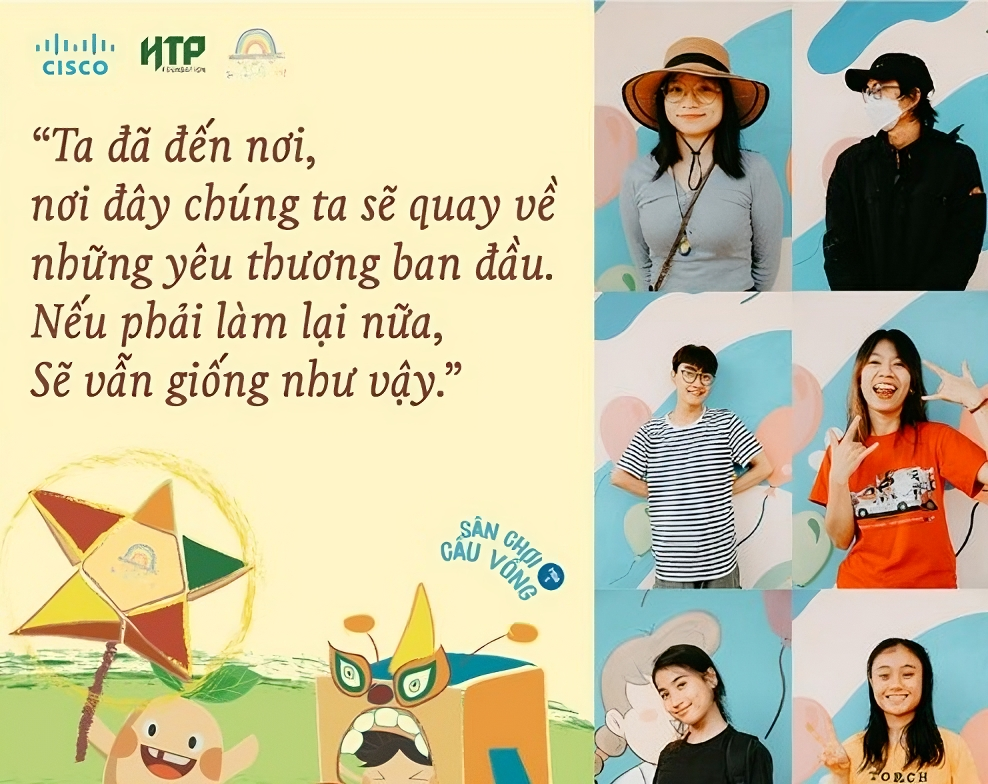 CISCO
HTP
“Ta đã đến nơi,
nơi đây chúng ta sẽ quay về
những yêu thương ban đầu.
Nếu phải làm lại nữa,
Sẽ vẫn giống như vậy.”
SÂN CHƠI
CẦU VỒNG
TORCH